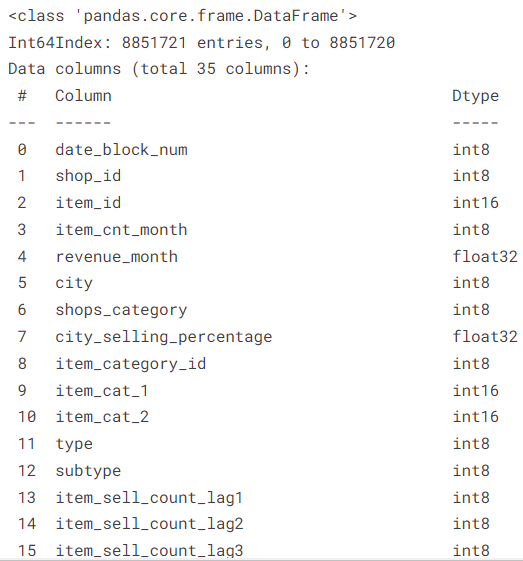 <class 'pandas.core.frame.DataFrame'>
Int64Index: 8851721 entries, 0 to 8851720
Data columns (total 35 columns):
 #   Column                                   Dtype
---  ------                                   -----
 0   date_block_num                           int8
 1   shop_id                                  int8
 2   item_id                                  int16
 3   item_cnt_month                           int8
 4   revenue_month                            float32
 5   city                                     int8
 6   shops_category                           int8
 7   city_selling_percentage                  float32
 8   item_category_id                         int8
 9   item_cat_1                               int16
 10  item_cat_2                               int16
 11  type                                     int8
 12  subtype                                  int8
 13  item_sell_count_lag1                     int8
 14  item_sell_count_lag2                     int8
 15  item_sell_count_lag3                     int8